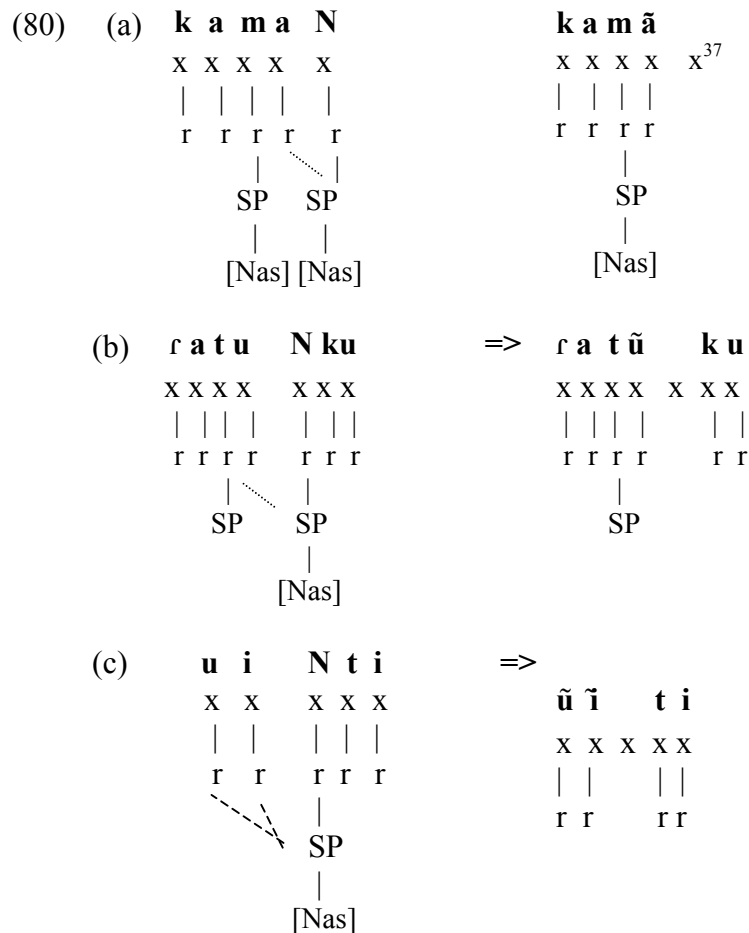 (80) (a) k a m a N k a m ã
x x x x x x x x x x³⁷
| | | | | | | | |
r r r r r r r r r
| | |
SP SP SP
| | |
[Nas] [Nas] [Nas]
(b) ɾ a t u N k u => ɾ a t ũ k u
x x x x x x x x x x x x x x
| | | | | | | | | | | | |
r r r r r r r r r r r r r
| | |
SP SP SP
|
[Nas]
(c) u i N t i =>
ũ ĩ t i
x x x x x
x x x x x
| | | | |
| | | |
r r r r r
r r r r
|
SP
|
[Nas]